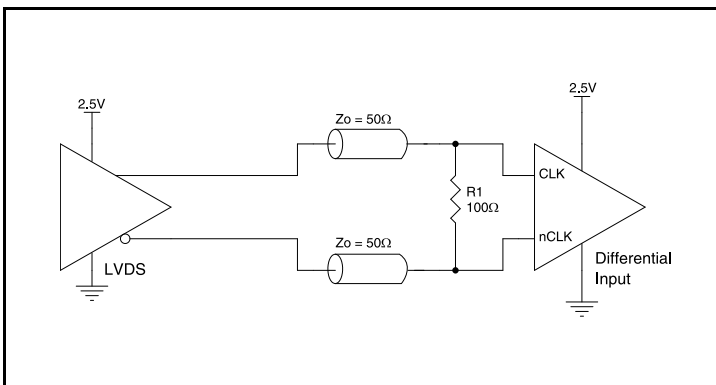 2.5V
2.5V
Zo = 50Ω
R1
100Ω
CLK
nCLK
Zo = 50Ω
LVDS
Differential
Input